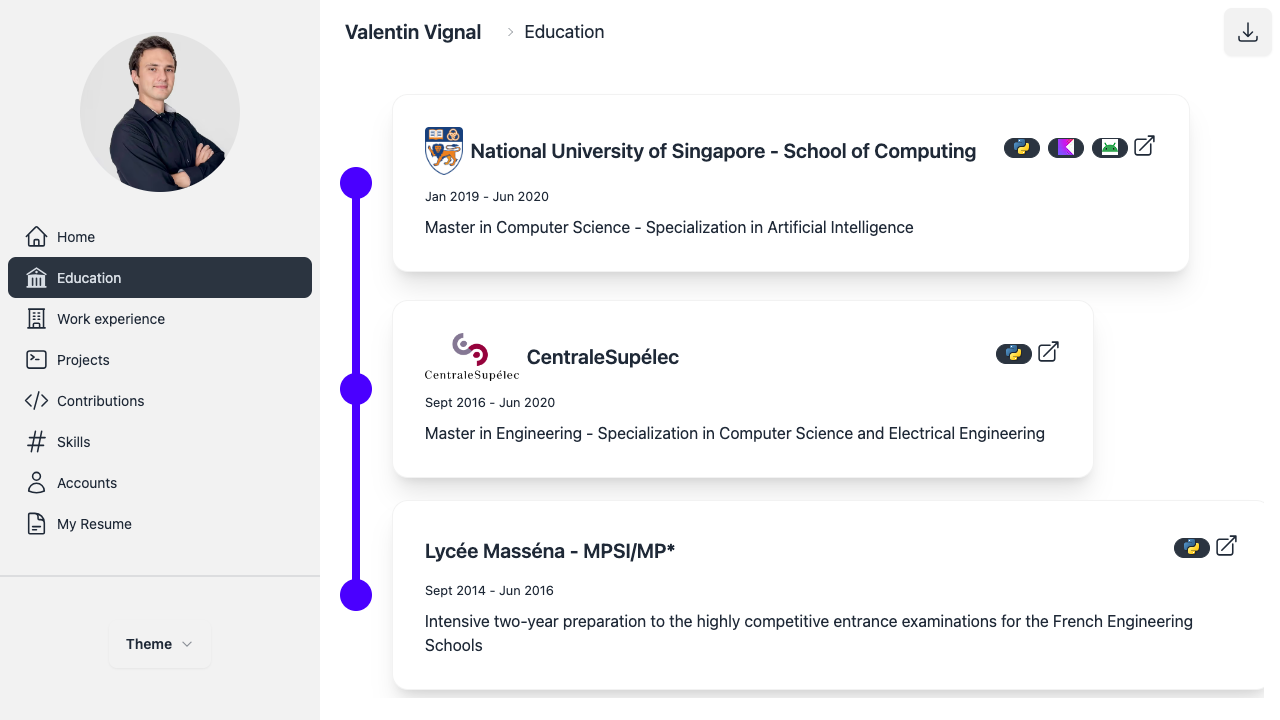 Valentin Vignal
Education
Home
Education
Work experience
Projects
Contributions
Skills
Accounts
My Resume
Theme
National University of Singapore - School of Computing
Jan 2019 - Jun 2020
Master in Computer Science - Specialization in Artificial Intelligence
CentraleSupélec
CentraleSupélec
Sept 2016 - Jun 2020
Master in Engineering - Specialization in Computer Science and Electrical Engineering
Lycée Masséna - MPSI/MP*
Sept 2014 - Jun 2016
Intensive two-year preparation to the highly competitive entrance examinations for the French Engineering
Schools